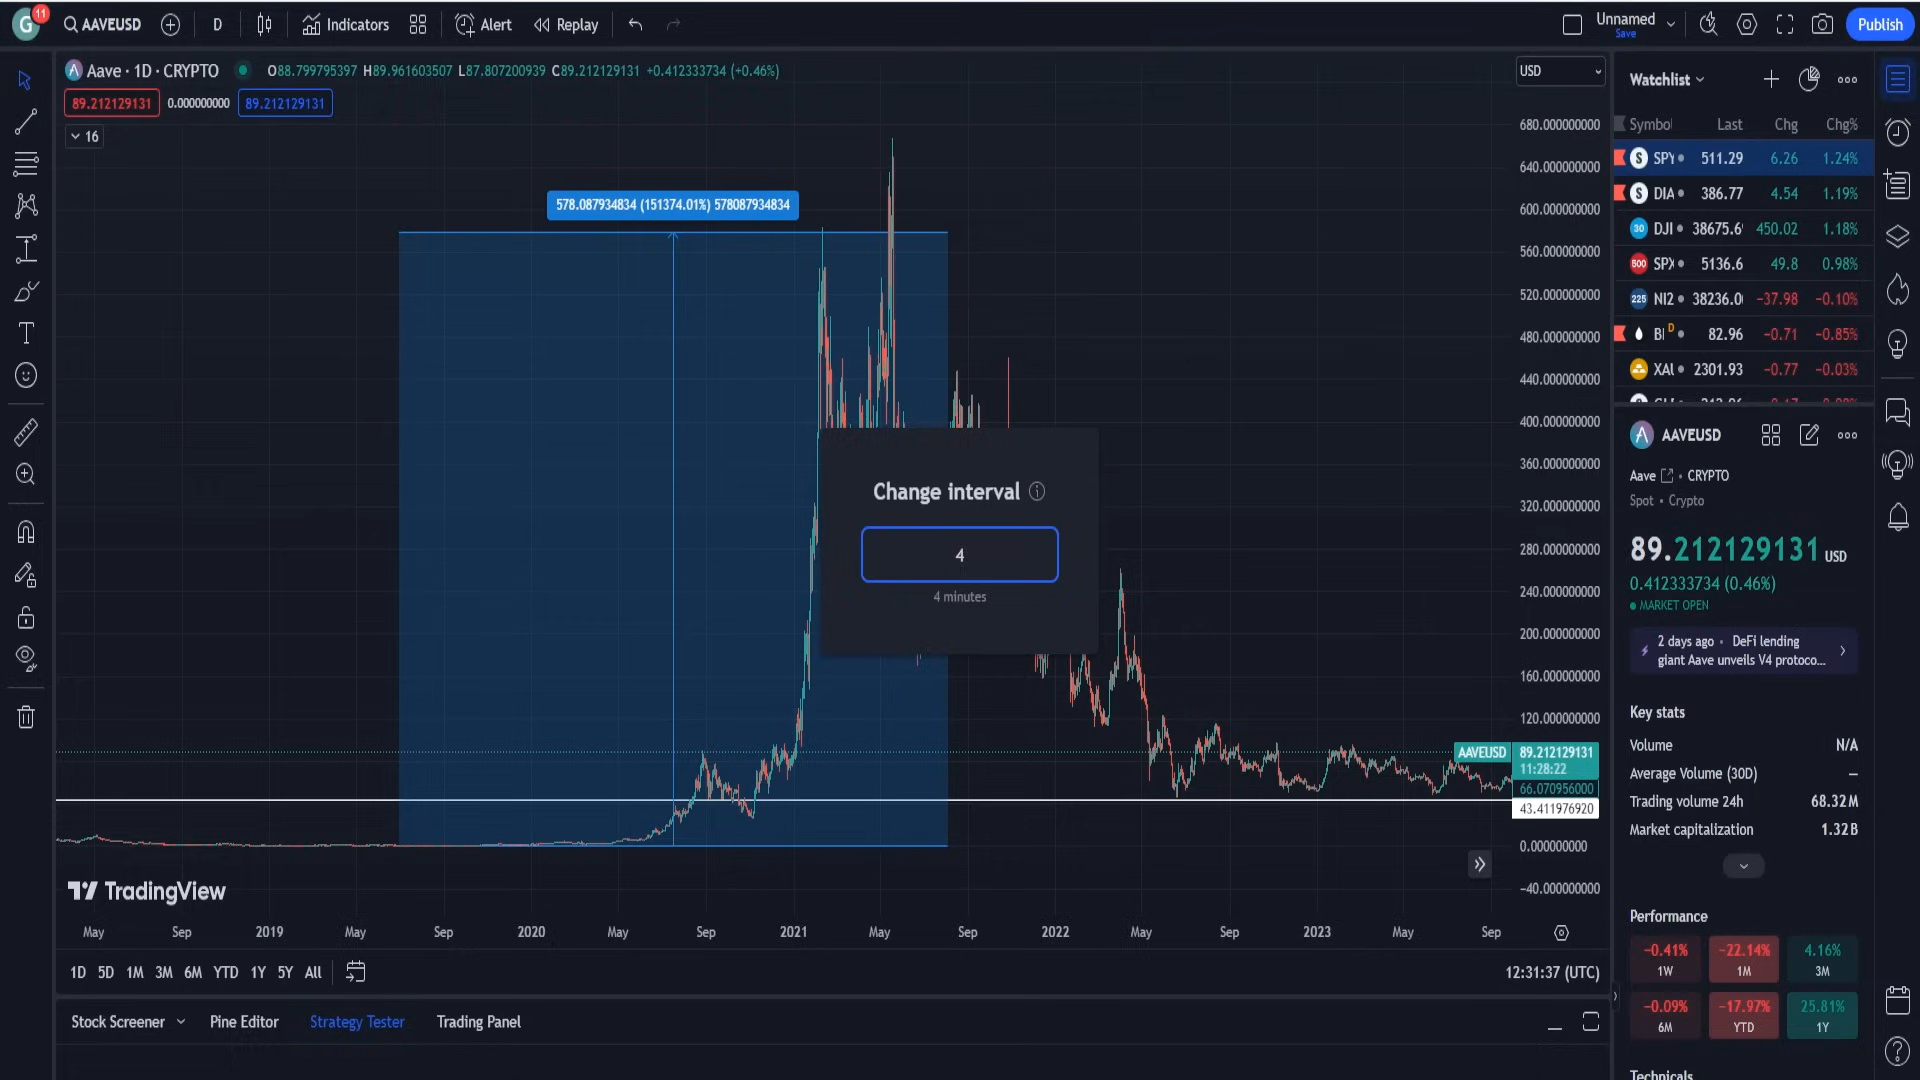 G 11 AAVEUSD D Indicators Alert Replay Unnamed Save Publish
Aave · 1D · CRYPTO O88.799795397 H89.961603507 L87.807200939 C89.212129131 +0.412333734 (+0.46%)
89.212129131 0.000000000 89.212129131
16
USD
680.000000000
640.000000000
600.000000000
560.000000000
520.000000000
480.000000000
440.000000000
400.000000000
360.000000000
320.000000000
280.000000000
240.000000000
200.000000000
160.000000000
120.000000000
AAVEUSD 89.212129131
11:28:22
66.070956000
43.411976920
0.000000000
−40.000000000
578.087934834 (151374.01%) 578087934834
Change interval
4
4 minutes
TradingView
May Sep 2019 May Sep 2020 May Sep 2021 May Sep 2022 May Sep 2023 May Sep
1D 5D 1M 3M 6M YTD 1Y 5Y All 12:31:37 (UTC)
Stock Screener Pine Editor Strategy Tester Trading Panel
Watchlist
Symbol Last Chg Chg%
S SPY 511.29 6.26 1.24%
S DIA 386.77 4.54 1.19%
30 DJI 38675.6 450.02 1.18%
500 SPX 5136.6 49.8 0.98%
225 NI2 38236.0 −37.98 −0.10%
D 82.96 −0.71 −0.85%
XAU 2301.93 −0.77 −0.03%
AAVEUSD
Aave • CRYPTO
Spot • Crypto
89.212129131 USD
0.412333734 (0.46%)
MARKET OPEN
2 days ago • DeFi lending
giant Aave unveils V4 protoco...
Key stats
Volume N/A
Average Volume (30D) —
Trading volume 24h 68.32M
Market capitalization 1.32B
Performance
−0.41% −22.14% 4.16%
1W 1M 3M
−0.09% −17.97% 25.81%
6M YTD 1Y
Technicals